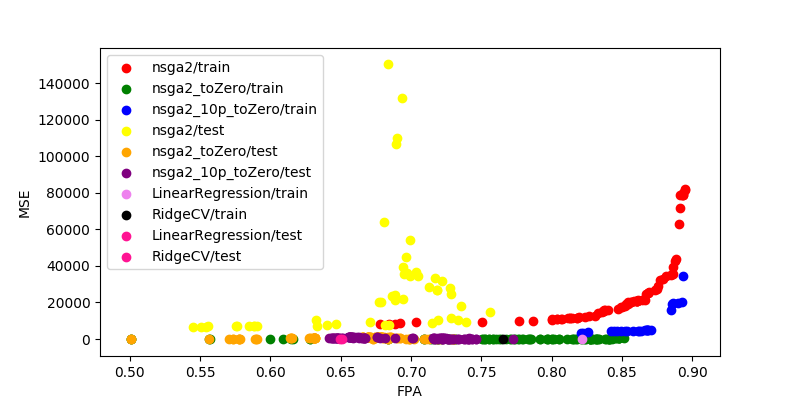 140000
120000
100000
80000
60000
40000
20000
0
MSE
nsga2/train
nsga2_toZero/train
nsga2_10p_toZero/train
nsga2/test
nsga2_toZero/test
nsga2_10p_toZero/test
LinearRegression/train
RidgeCV/train
LinearRegression/test
RidgeCV/test
0.50 0.55 0.60 0.65 0.70 0.75 0.80 0.85 0.90
FPA